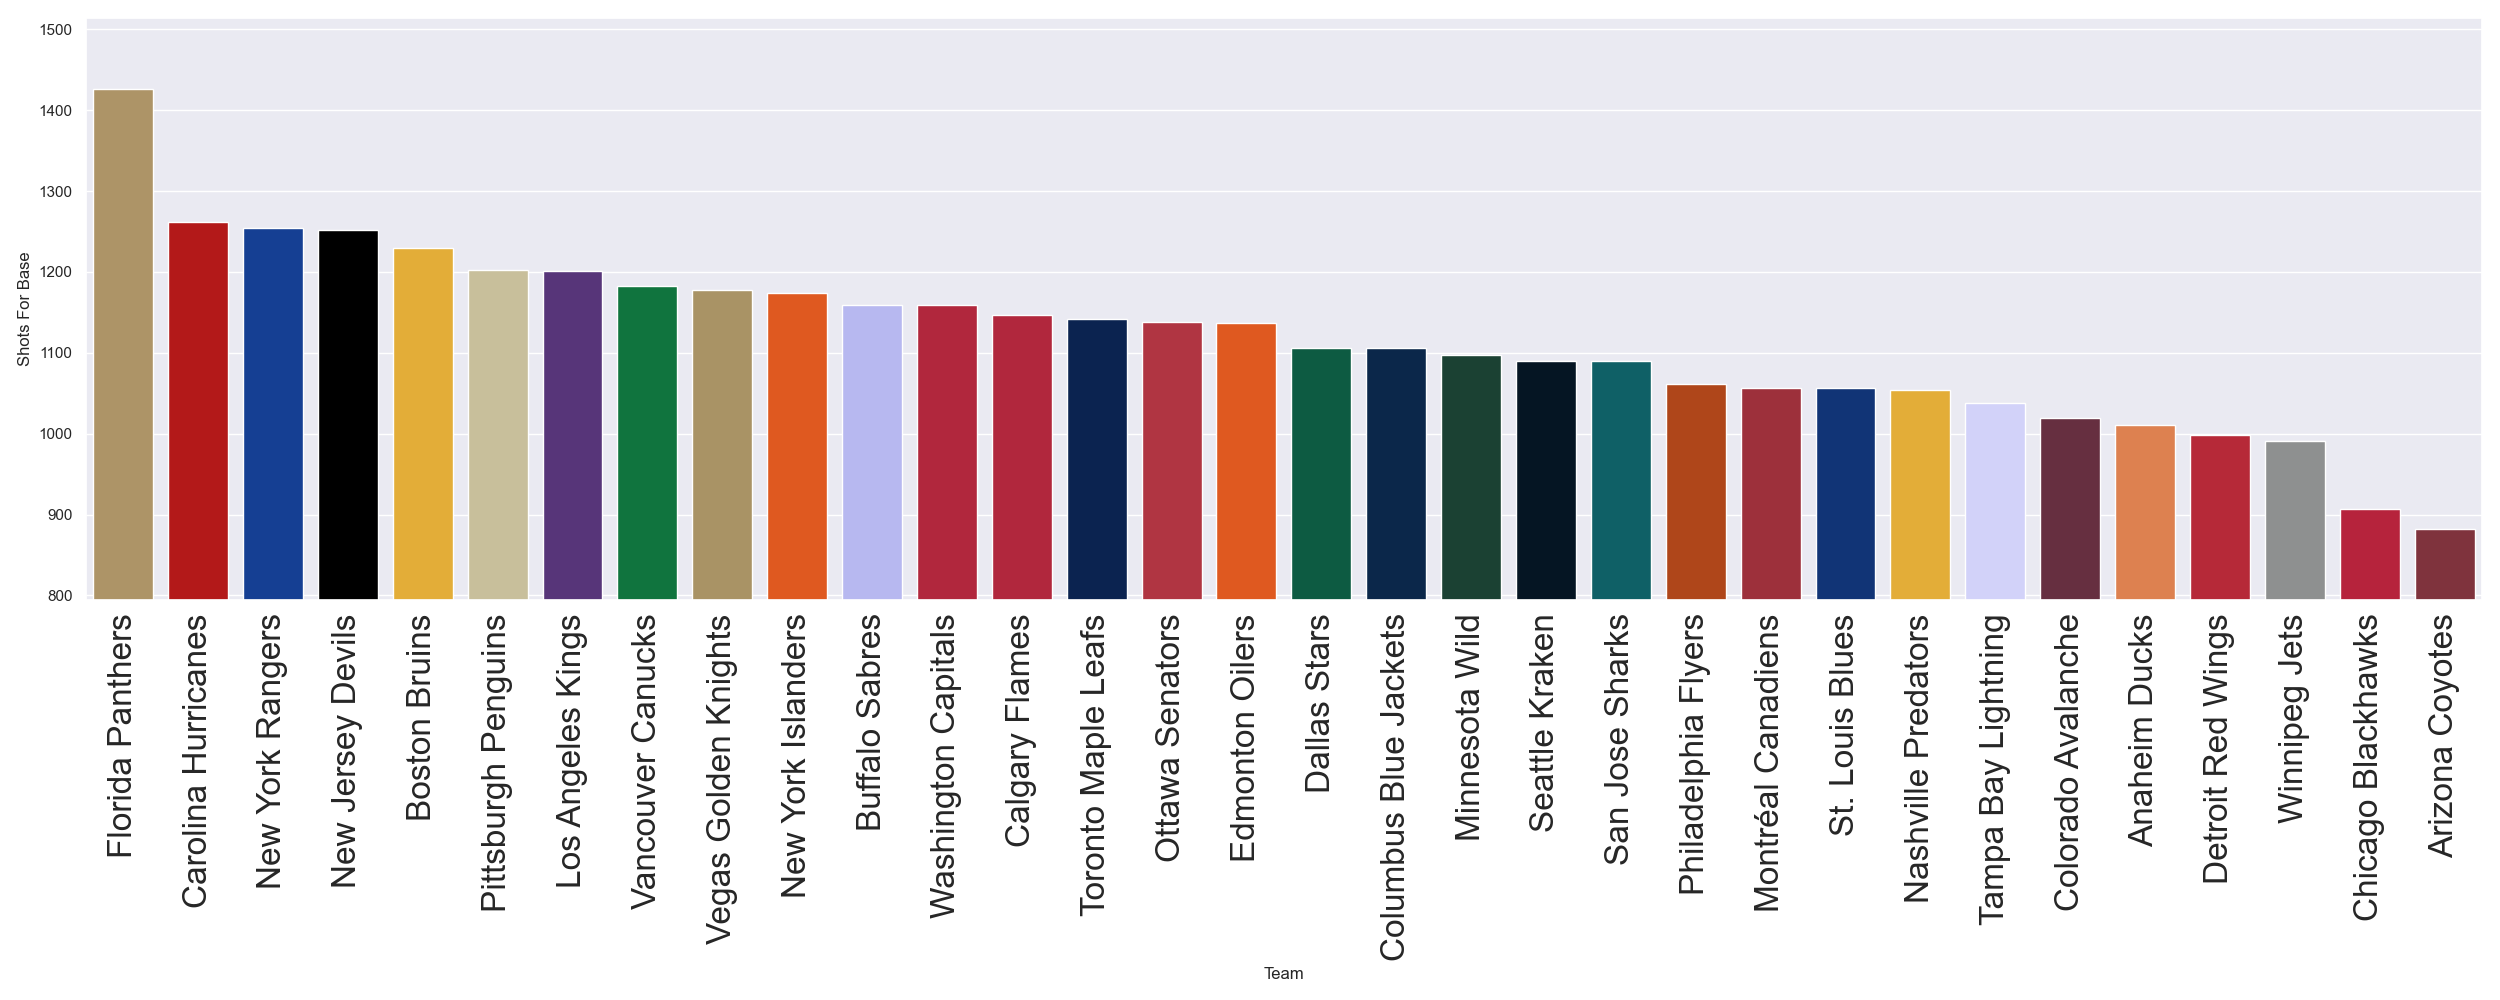 1500
1400
1300
1200
1100
1000
900
800
Shots For Base
Florida Panthers
Carolina Hurricanes
New York Rangers
New Jersey Devils
Boston Bruins
Pittsburgh Penguins
Los Angeles Kings
Vancouver Canucks
Vegas Golden Knights
New York Islanders
Buffalo Sabres
Washington Capitals
Calgary Flames
Toronto Maple Leafs
Ottawa Senators
Edmonton Oilers
Dallas Stars
Columbus Blue Jackets
Minnesota Wild
Seattle Kraken
San Jose Sharks
Philadelphia Flyers
Montréal Canadiens
St. Louis Blues
Nashville Predators
Tampa Bay Lightning
Colorado Avalanche
Anaheim Ducks
Detroit Red Wings
Winnipeg Jets
Chicago Blackhawks
Arizona Coyotes
Team